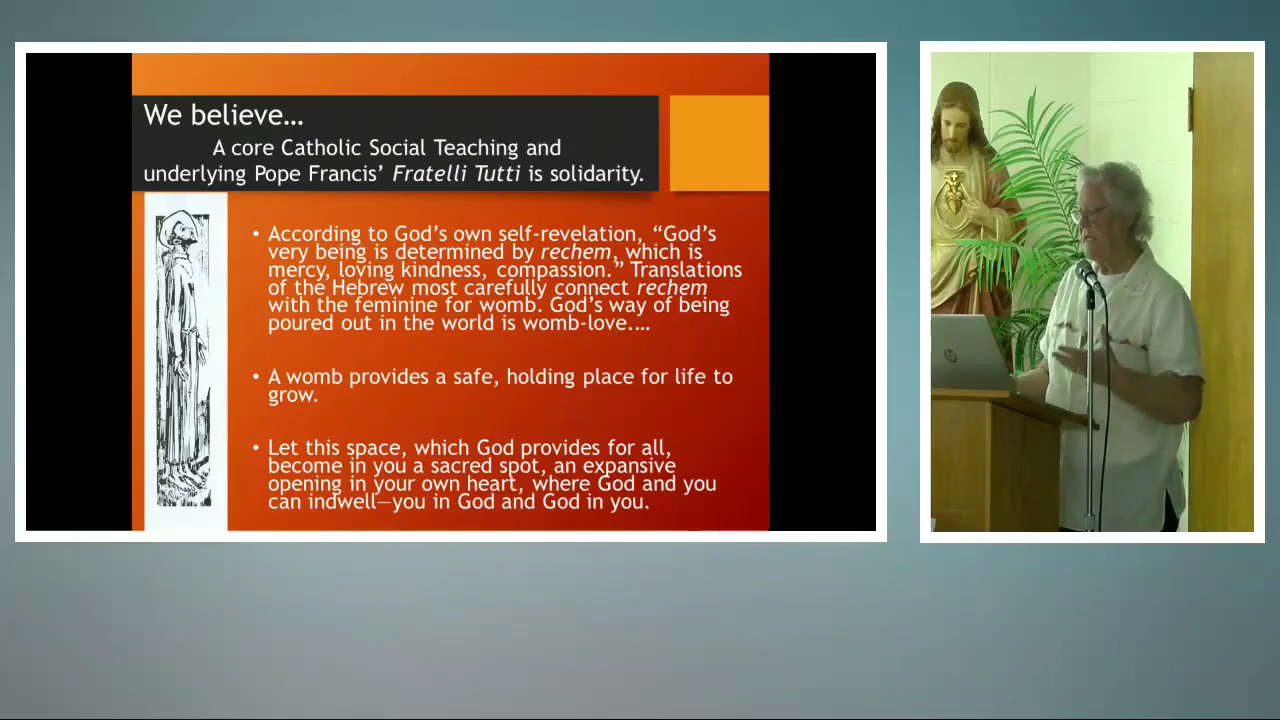 We believe…
A core Catholic Social Teaching and
underlying Pope Francis’ Fratelli Tutti is solidarity.
• According to God’s own self-revelation, “God’s
very being is determined by rechem, which is
mercy, loving kindness, compassion.” Translations
of the Hebrew most carefully connect rechem
with the feminine for womb. God’s way of being
poured out in the world is womb-love.…
• A womb provides a safe, holding place for life to
grow.
• Let this space, which God provides for all,
become in you a sacred spot, an expansive
opening in your own heart, where God and you
can indwell—you in God and God in you.